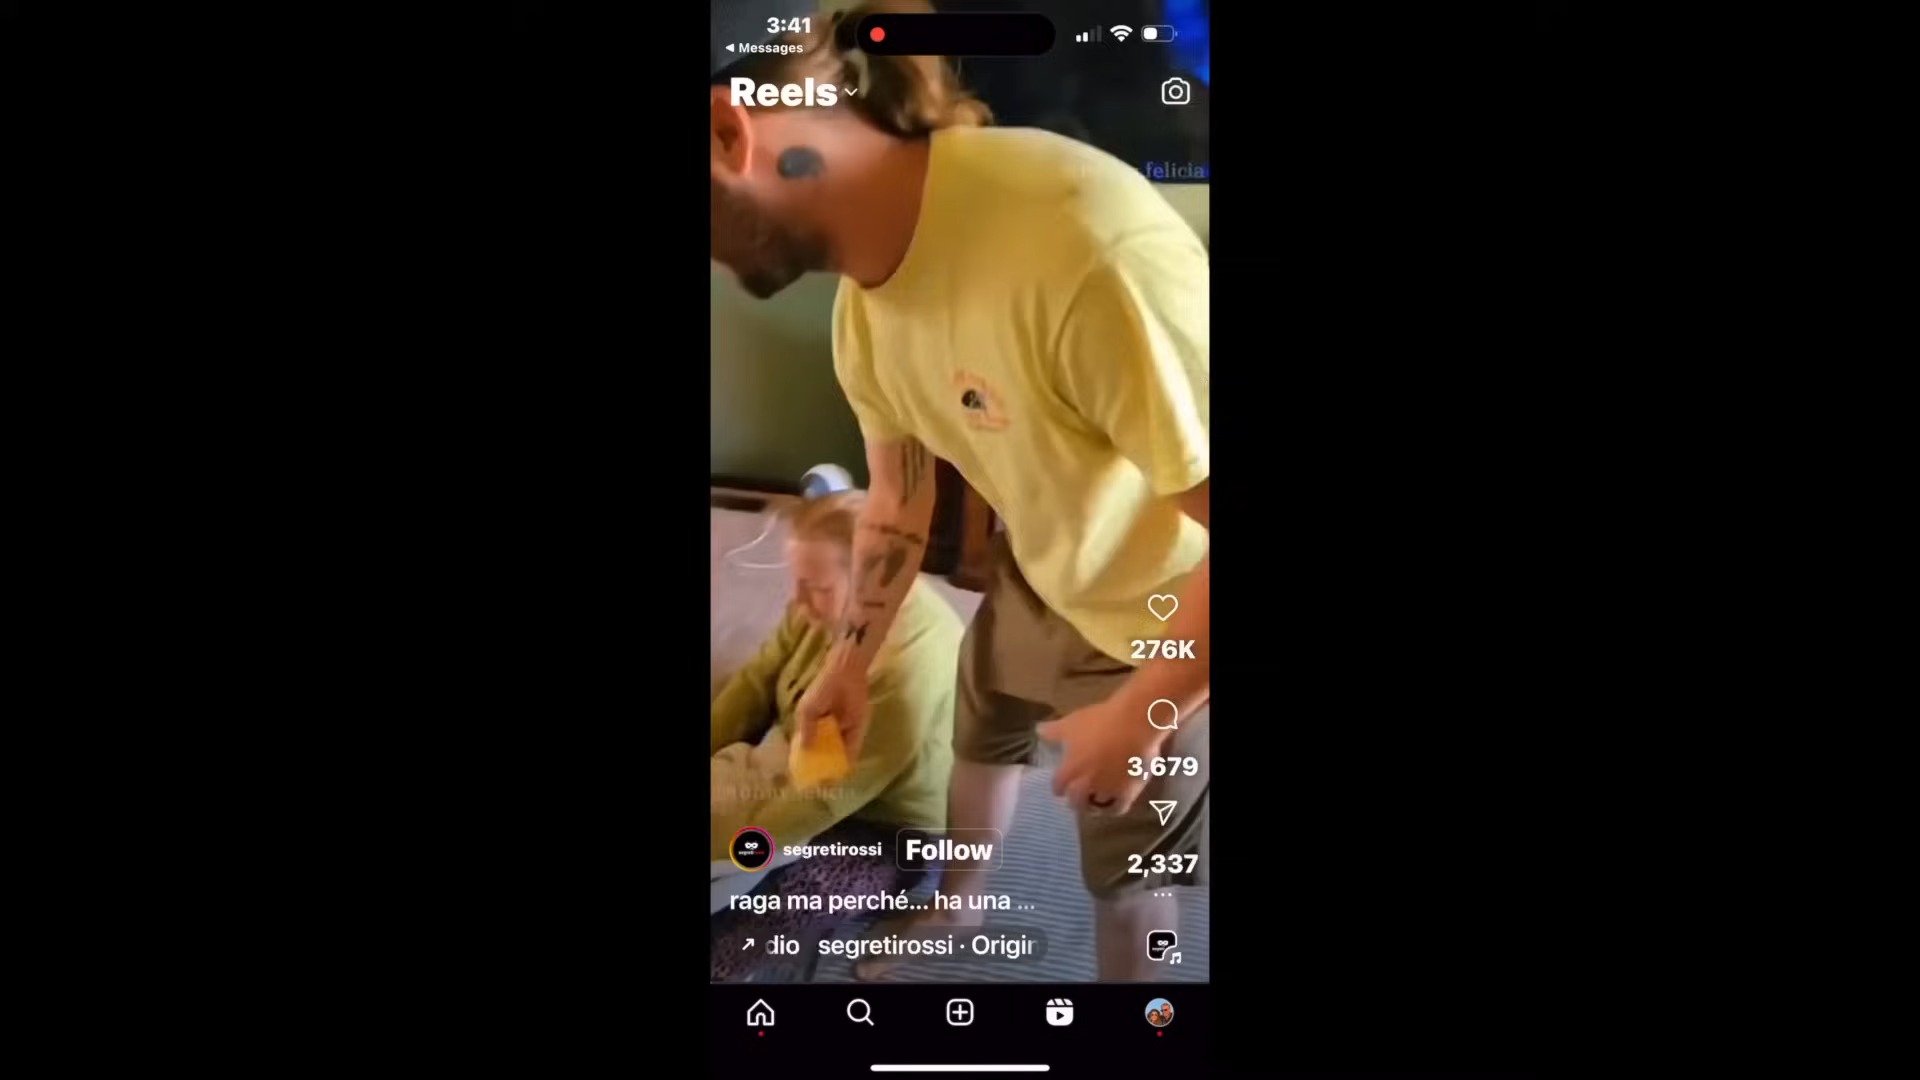 3:41
◀ Messages
Reels
felicia
276K
3,679
2,337
segretirossi
Follow
raga ma perché... ha una ...
dio segretirossi · Origin